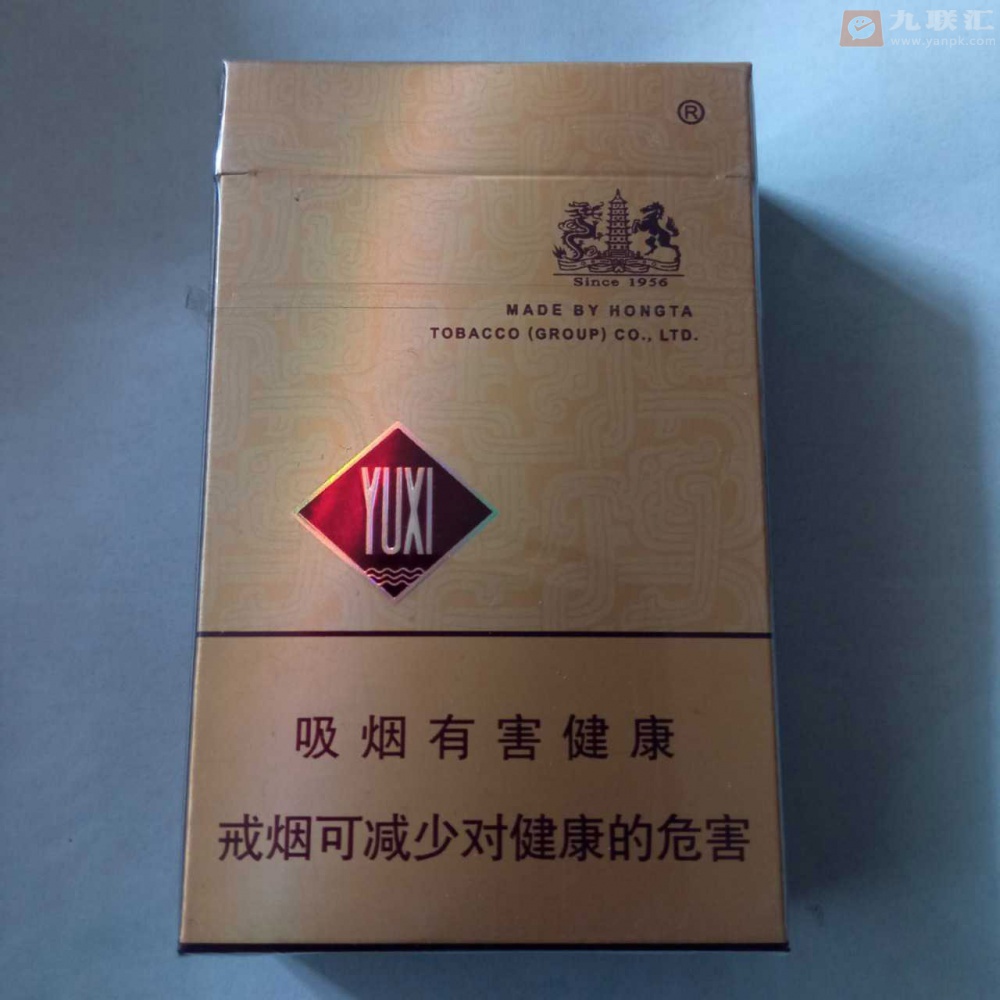 九联汇
www.yanpk.com
®
Since 1956
MADE BY HONGTA
TOBACCO (GROUP) CO., LTD.
YUXI
吸烟有害健康
戒烟可减少对健康的危害